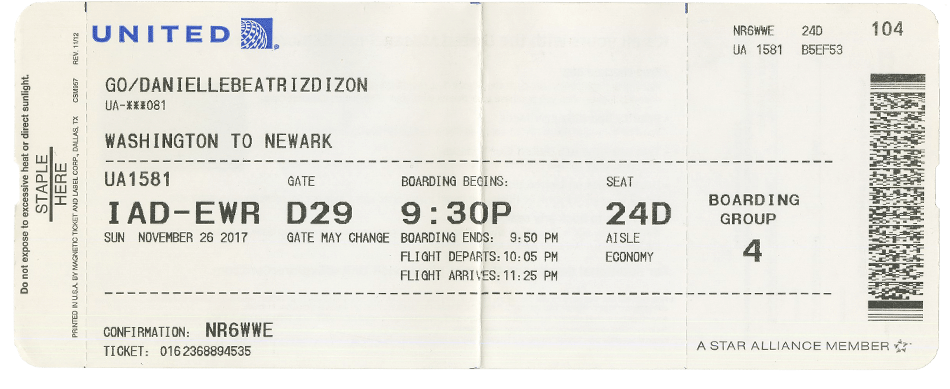 Do not expose to excessive heat or direct sunlight.
STAPLE
HERE
PRINTED IN U.S.A. BY MAGNETIC TICKET AND LABEL CORP., DALLAS, TX CSM057 REV. 11/12
UNITED
GO/DANIELLEBEATRIZDIZON
UA-***081
WASHINGTON TO NEWARK
UA1581 GATE BOARDING BEGINS: SEAT
IAD-EWR D29 9:30P 24D
SUN NOVEMBER 26 2017 GATE MAY CHANGE BOARDING ENDS: 9:50 PM AISLE
FLIGHT DEPARTS: 10:05 PM ECONOMY
FLIGHT ARRIVES: 11:25 PM
CONFIRMATION: NR6WWE
TICKET: 0162368894535
NR6WWE 24D 104
UA 1581 B5EF53
BOARDING
GROUP
4
A STAR ALLIANCE MEMBER